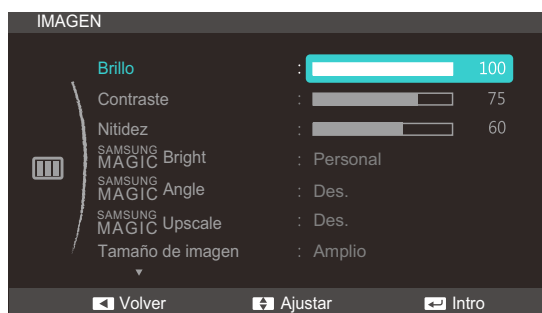 IMAGEN
Brillo : 100
Contraste : 75
Nitidez : 60
SAMSUNG MAGIC Bright : Personal
SAMSUNG MAGIC Angle : Des.
SAMSUNG MAGIC Upscale : Des.
Tamaño de imagen : Amplio
Volver Ajustar Intro